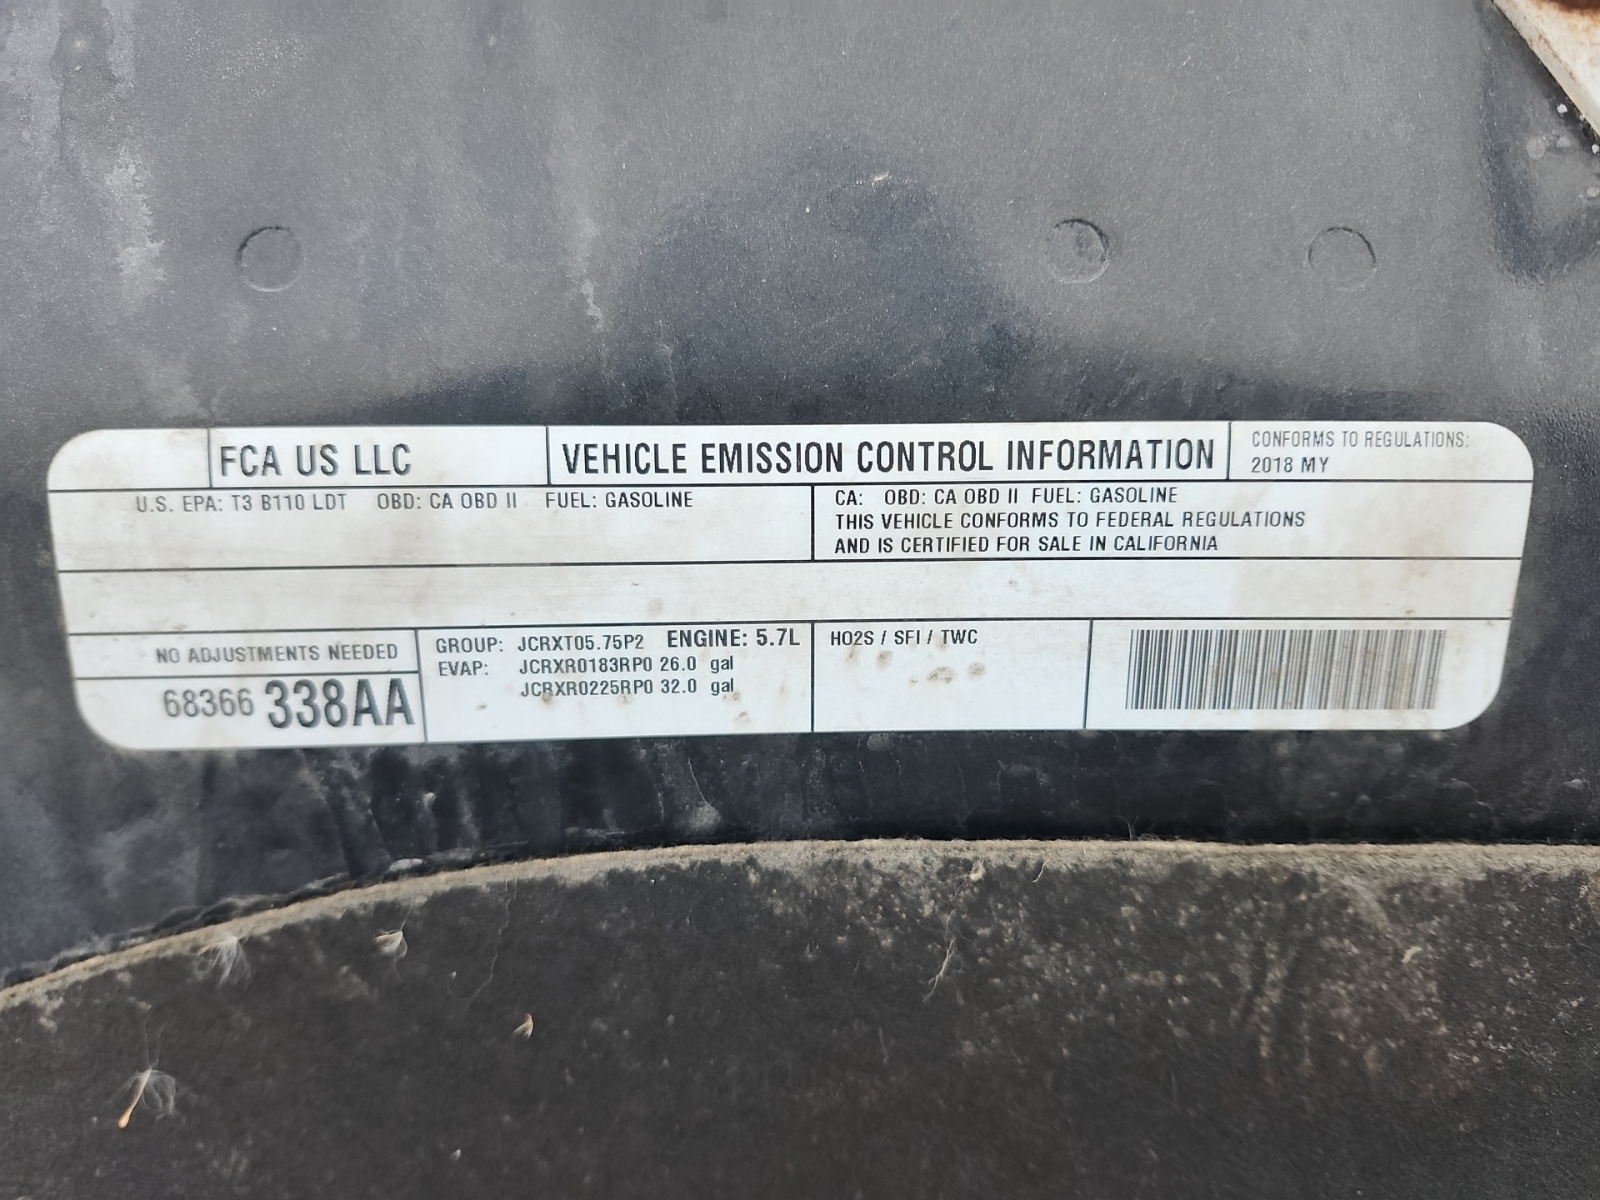 FCA US LLC
VEHICLE EMISSION CONTROL INFORMATION
CONFORMS TO REGULATIONS:
2018 MY
U.S. EPA: T3 B110 LDT OBD: CA OBD II FUEL: GASOLINE
CA: OBD: CA OBD II FUEL: GASOLINE
THIS VEHICLE CONFORMS TO FEDERAL REGULATIONS
AND IS CERTIFIED FOR SALE IN CALIFORNIA
NO ADJUSTMENTS NEEDED
68366 338AA
GROUP: JCRXT05.75P2 ENGINE: 5.7L
EVAP: JCRXR0183RP0 26.0 gal
JCRXR0225RP0 32.0 gal
HO2S / SFI / TWC